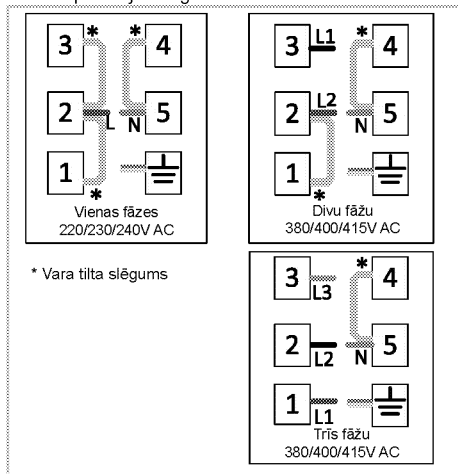 3 * * 4
2 L N 5
1 *
Vienas fāzes
220/230/240V AC
3 L1 * 4
2 L2 N 5
1 *
Divu fāžu
380/400/415V AC
* Vara tilta slēgums
3 L3 * 4
2 L2 N 5
1 L1
Trīs fāžu
380/400/415V AC